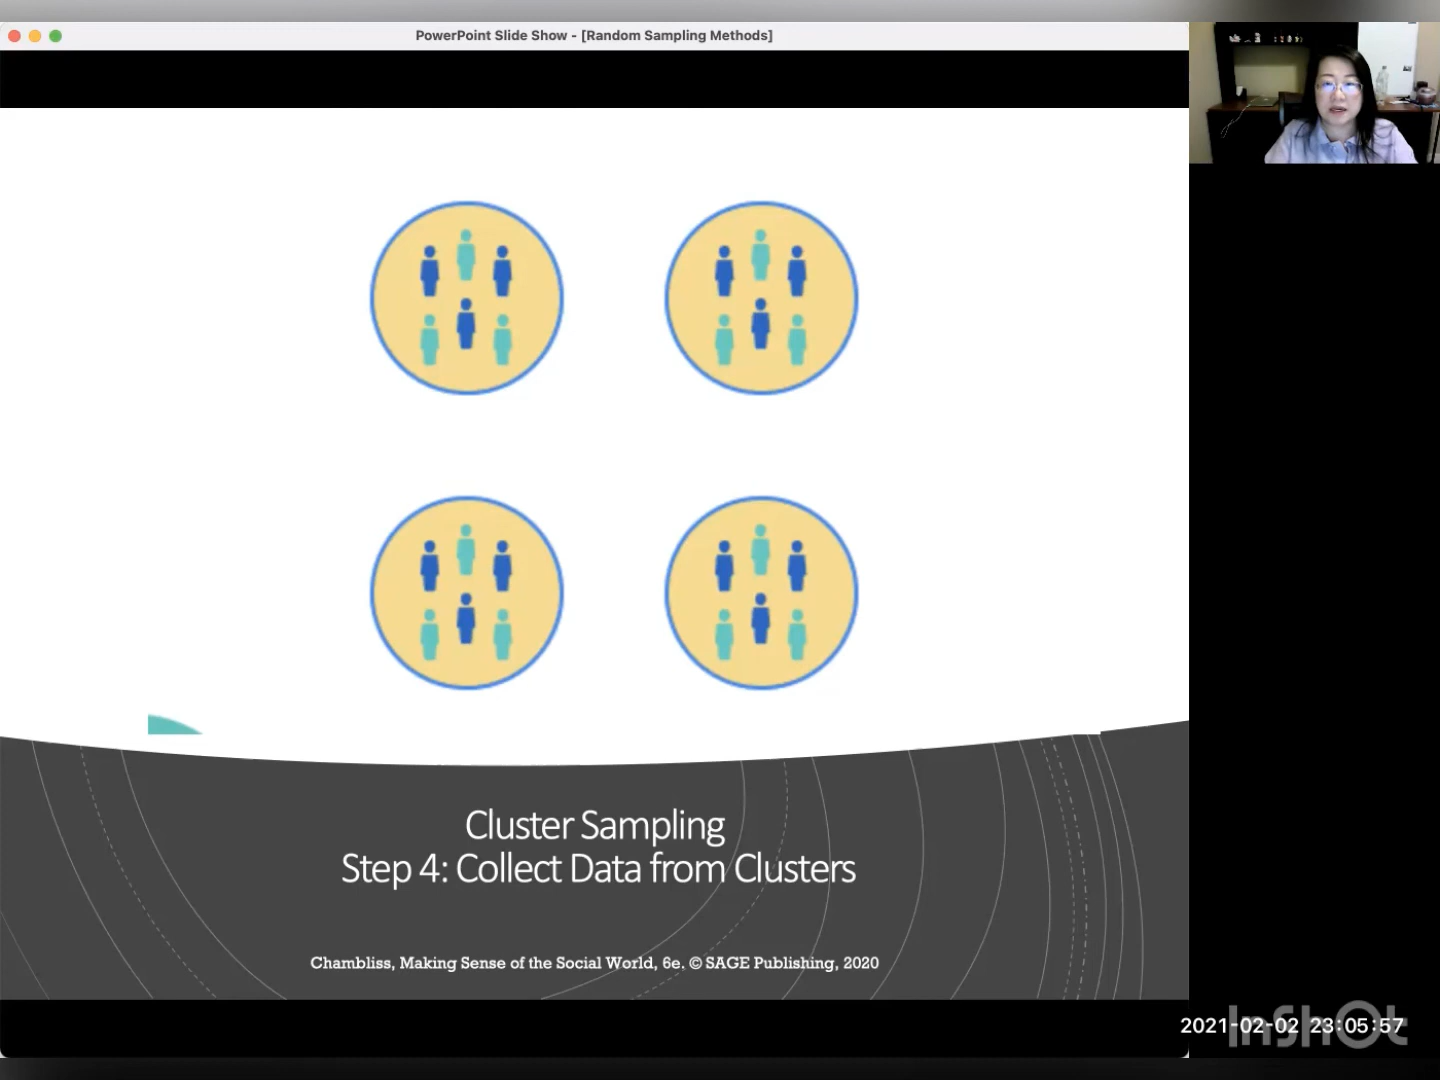 PowerPoint Slide Show - [Random Sampling Methods]
Cluster Sampling
Step 4: Collect Data from Clusters
Chambliss, Making Sense of the Social World, 6e. © SAGE Publishing, 2020
2021-02-02 23:05:57
InShot